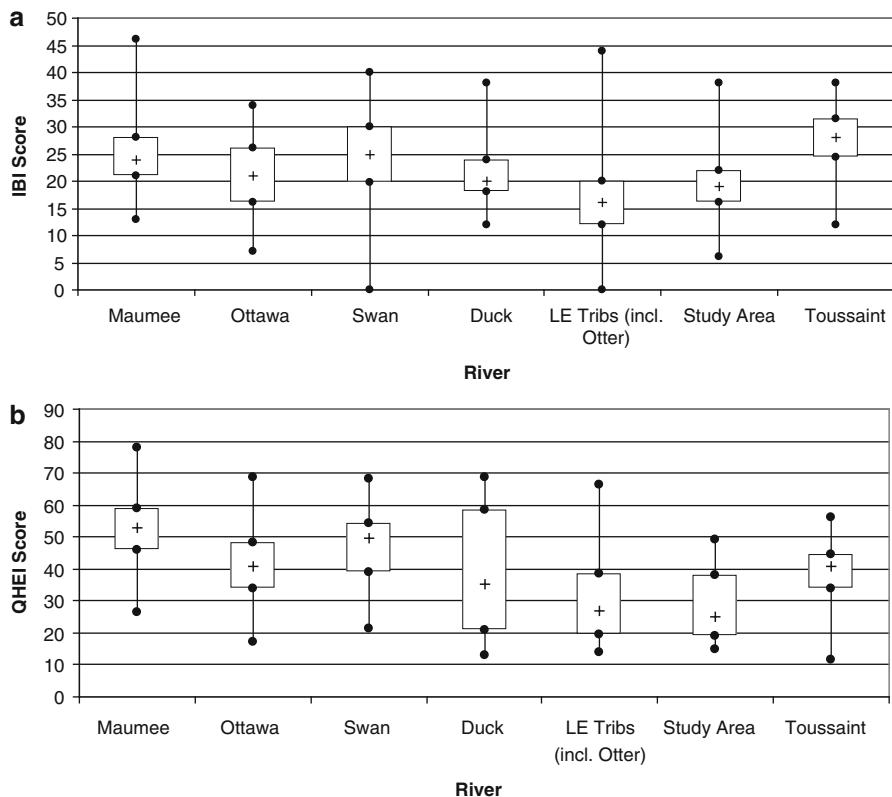 a
50
45
40
35
30
25
20
15
10
5
0
IBI Score
Maumee Ottawa Swan Duck LE Tribs (incl. Study Area Toussaint
Otter)
River
b
90
80
70
60
50
40
30
20
10
0
QHEI Score
Maumee Ottawa Swan Duck LE Tribs Study Area Toussaint
(incl. Otter)
River